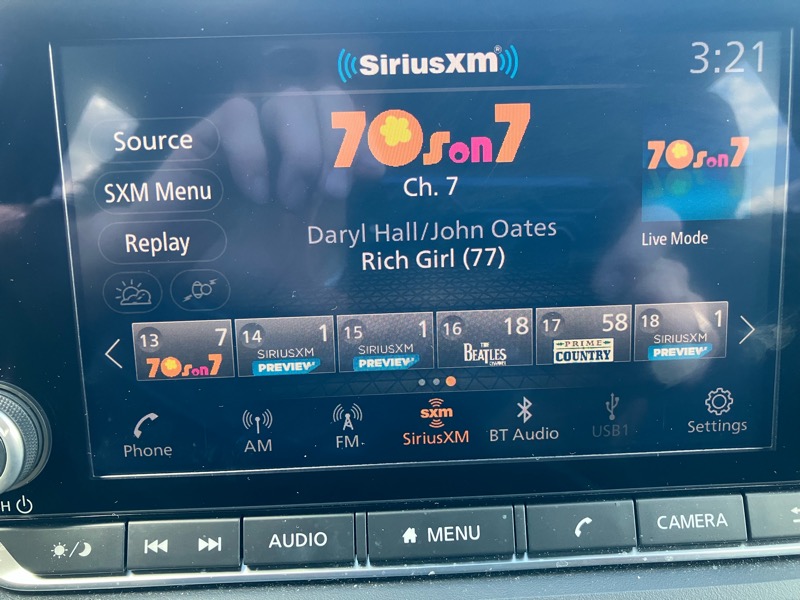 SiriusXM®
3:21
Source
70s on 7
70s on 7
SXM Menu
Ch. 7
Replay
Daryl Hall/John Oates
Live Mode
Rich Girl (77)
13 7
70s on 7
14 1
SIRIUSXM
PREVIEW
15 1
SIRIUSXM
PREVIEW
16 18
THE
BEATLES
17 58
PRIME
COUNTRY
18 1
SIRIUSXM
PREVIEW
Phone
AM
FM
sxm
SiriusXM
BT Audio
USB1
Settings
H
AUDIO
MENU
CAMERA